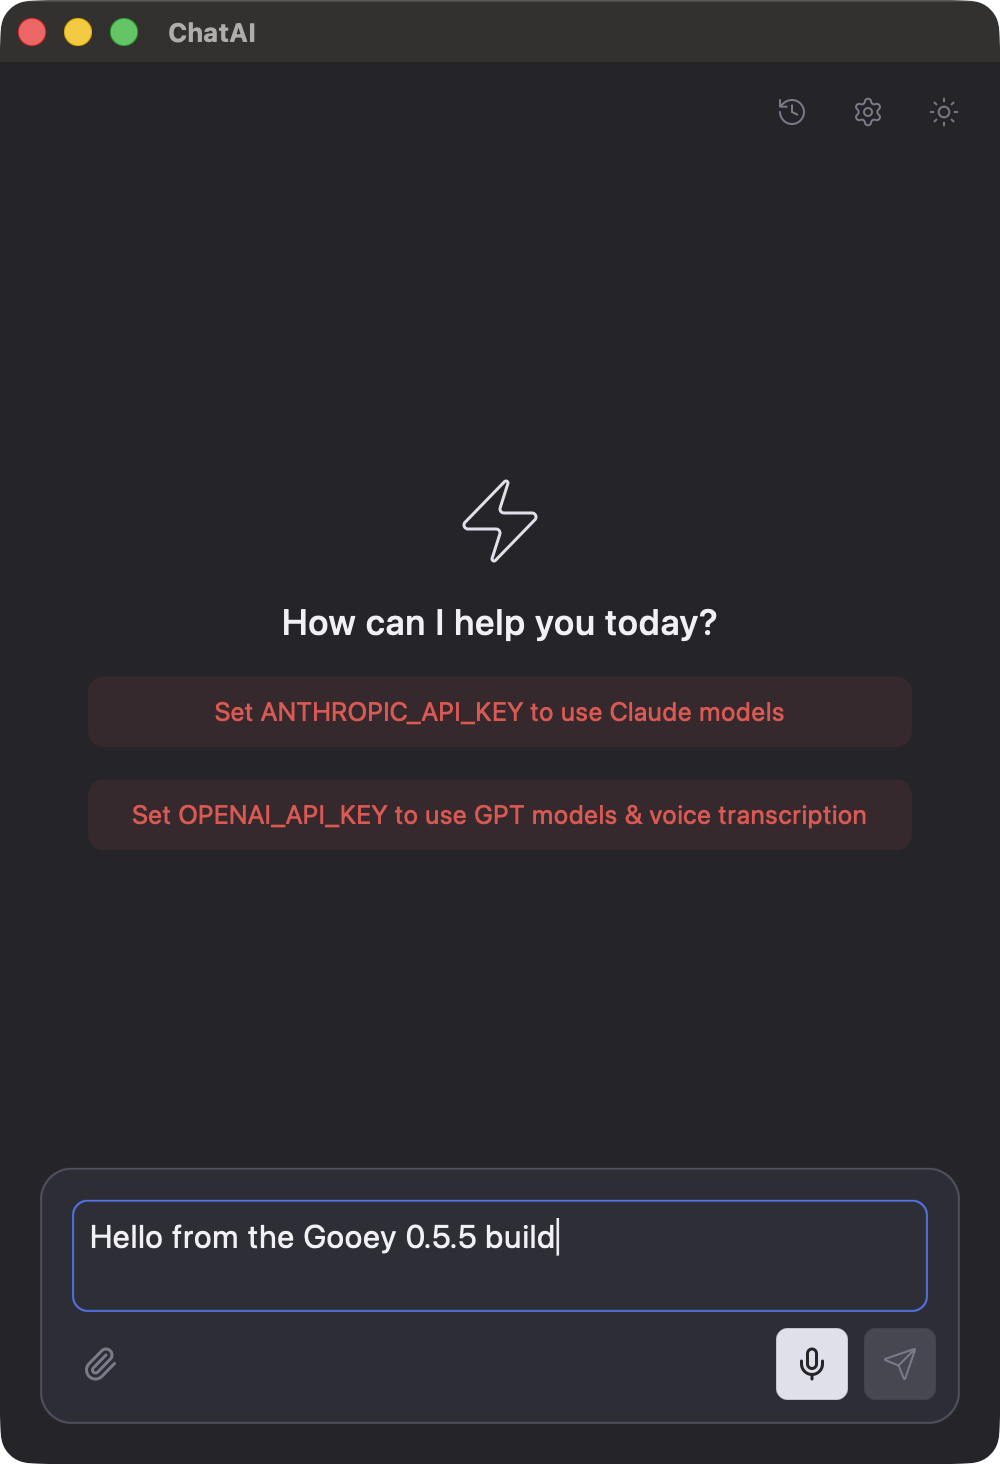 ChatAI
How can I help you today?
Set ANTHROPIC_API_KEY to use Claude models
Set OPENAI_API_KEY to use GPT models & voice transcription
Hello from the Gooey 0.5.5 build